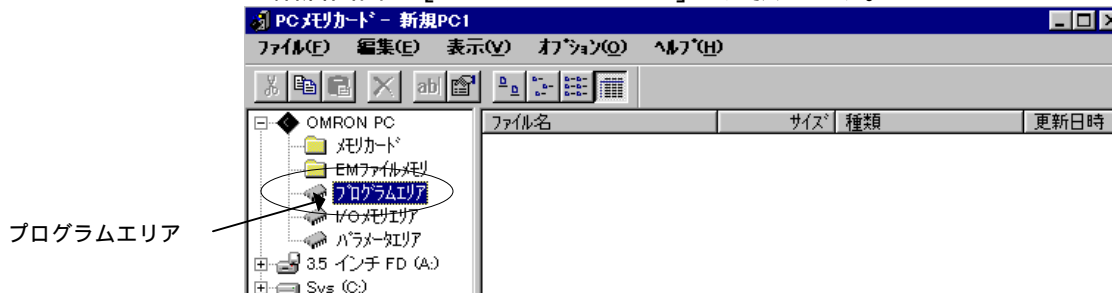 PCメモリカード - 新規PC1
ファイル(F) 編集(E) 表示(V) オプション(O) ヘルプ(H)
ab
ファイル名 サイズ 種類 更新日時
OMRON PC
メモリカード
EMファイルメモリ
プログラムエリア
I/Oメモリエリア
パラメータエリア
3.5 インチ FD (A:)
Sys (C:)
プログラムエリア